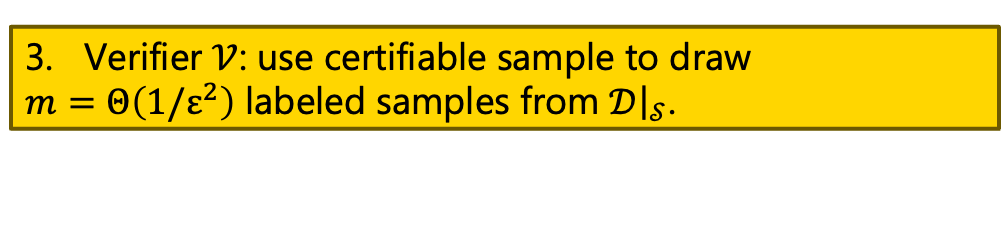 3. Verifier 𝒱: use certifiable sample to draw
m = Θ(1/ε²) labeled samples from 𝒟|𝒮.